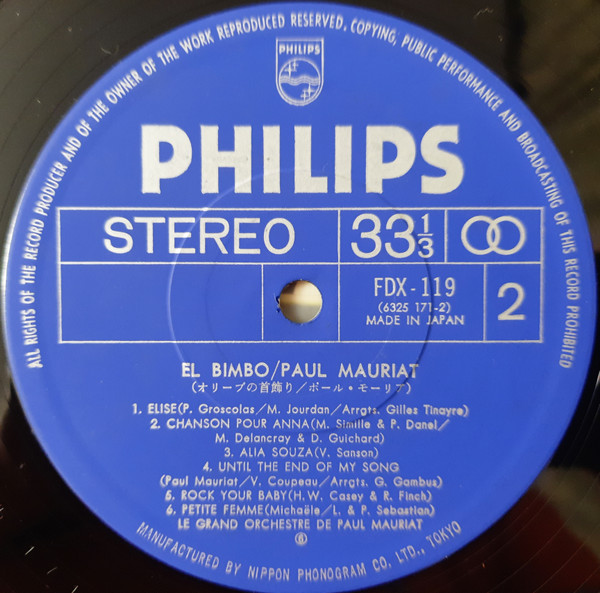 ALL RIGHTS OF THE RECORD PRODUCER AND OF THE OWNER OF THE WORK REPRODUCED RESERVED. COPYING, PUBLIC PERFORMANCE AND BROADCASTING OF THIS RECORD PROHIBITED
PHILIPS
PHILIPS
STEREO 33 1/3
FDX-119
(6325 171-2)
MADE IN JAPAN
2
EL BIMBO/PAUL MAURIAT
(オリーブの首飾り/ポール・モーリア)
1. ELISE(P. Groscolas/M. Jourdan/Arrgts. Gilles Tinayre)
2. CHANSON POUR ANNA(M. Simille & P. Danel/
M. Delancray & D. Guichard)
3. ALIA SOUZA(V. Sanson)
4. UNTIL THE END OF MY SONG
(Paul Mauriat/V. Coupeau/Arrgts. G. Gambus)
5. ROCK YOUR BABY(H. W. Casey & R. Finch)
6. PETITE FEMME(Michaële/L. & P. Sebastian)
LE GRAND ORCHESTRE DE PAUL MAURIAT
MANUFACTURED BY NIPPON PHONOGRAM CO. LTD., TOKYO